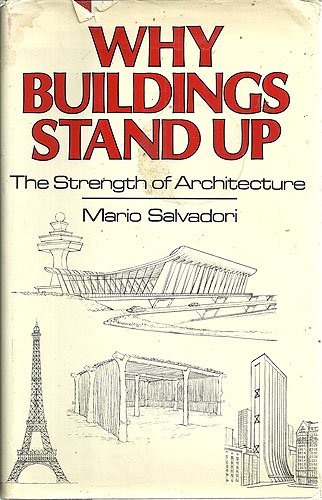 WHY
BUILDINGS
STAND UP
The Strength of Architecture
Mario Salvadori